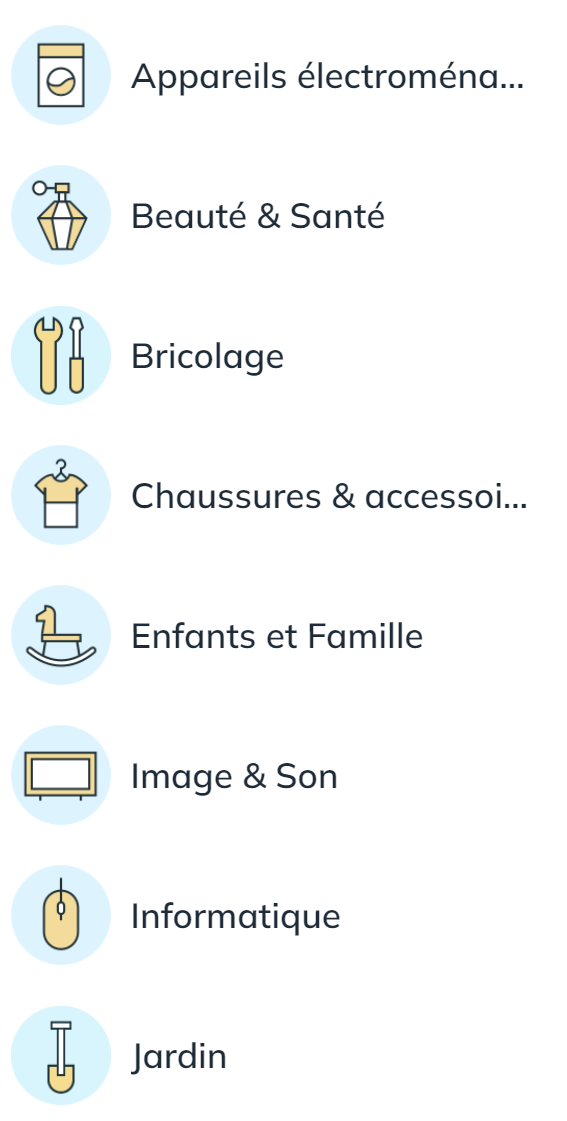 Appareils électroména...
Beauté & Santé
Bricolage
Chaussures & accessoi...
Enfants et Famille
Image & Son
Informatique
Jardin